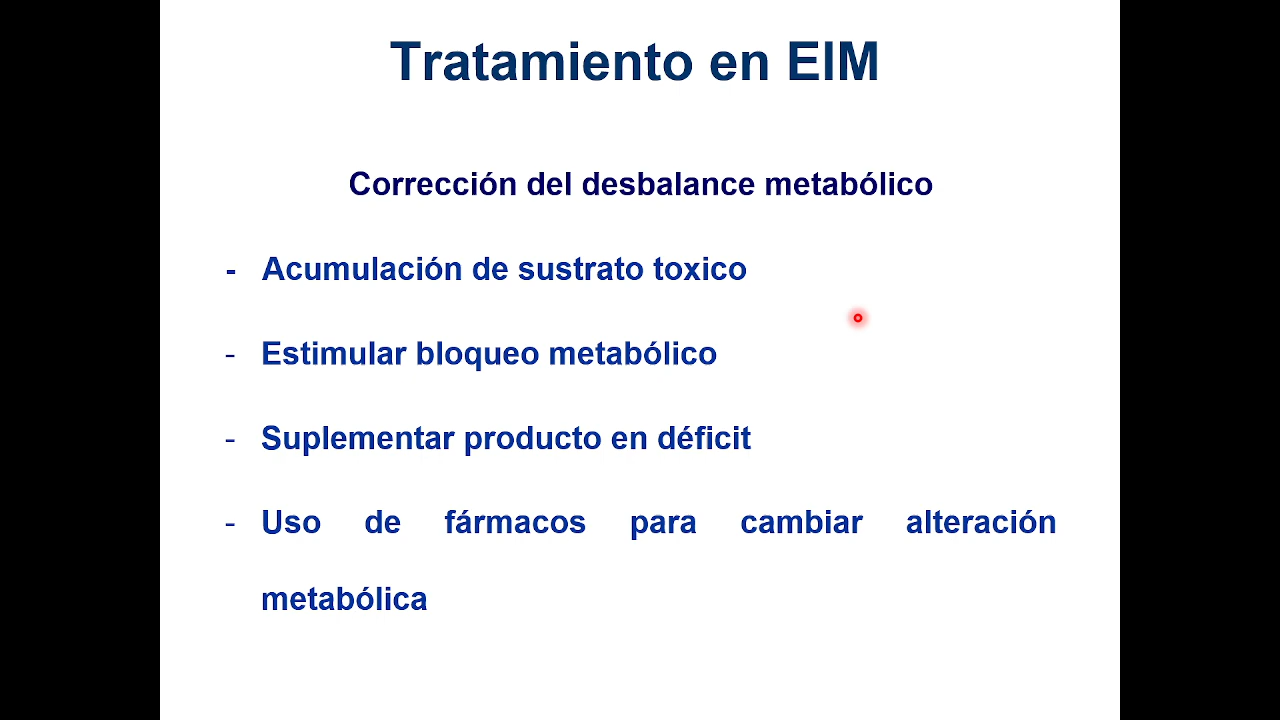 Tratamiento en EIM
Corrección del desbalance metabólico
- Acumulación de sustrato toxico
- Estimular bloqueo metabólico
- Suplementar producto en déficit
- Uso de fármacos para cambiar alteración
metabólica